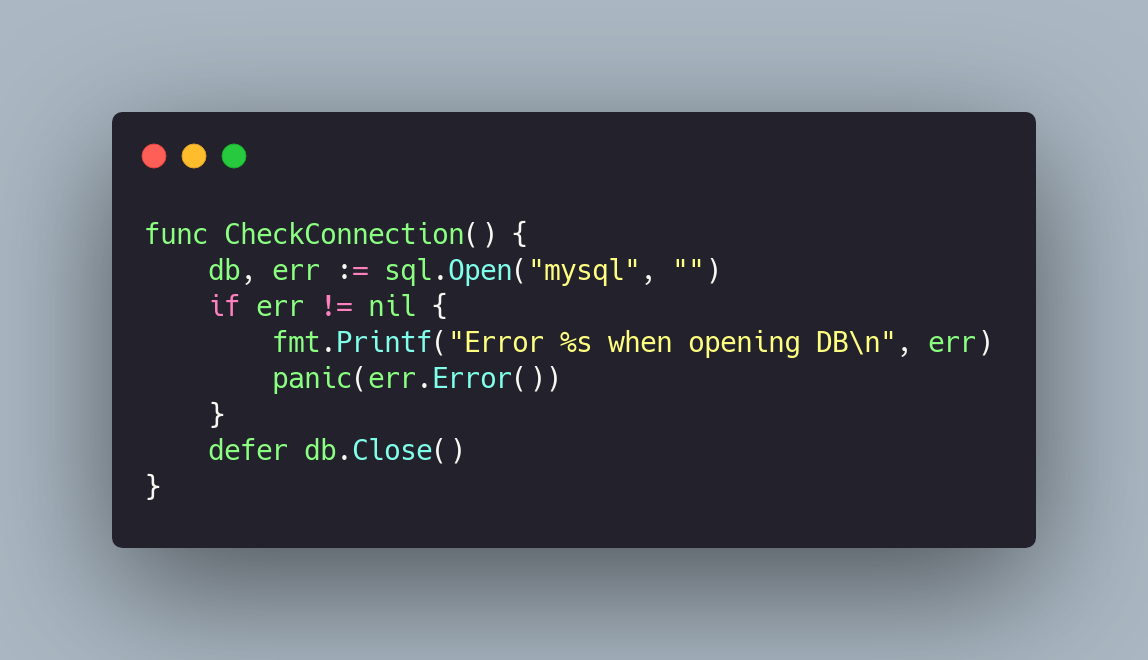 func CheckConnection() {
    db, err := sql.Open("mysql", "")
    if err != nil {
        fmt.Printf("Error %s when opening DB\n", err)
        panic(err.Error())
    }
    defer db.Close()
}